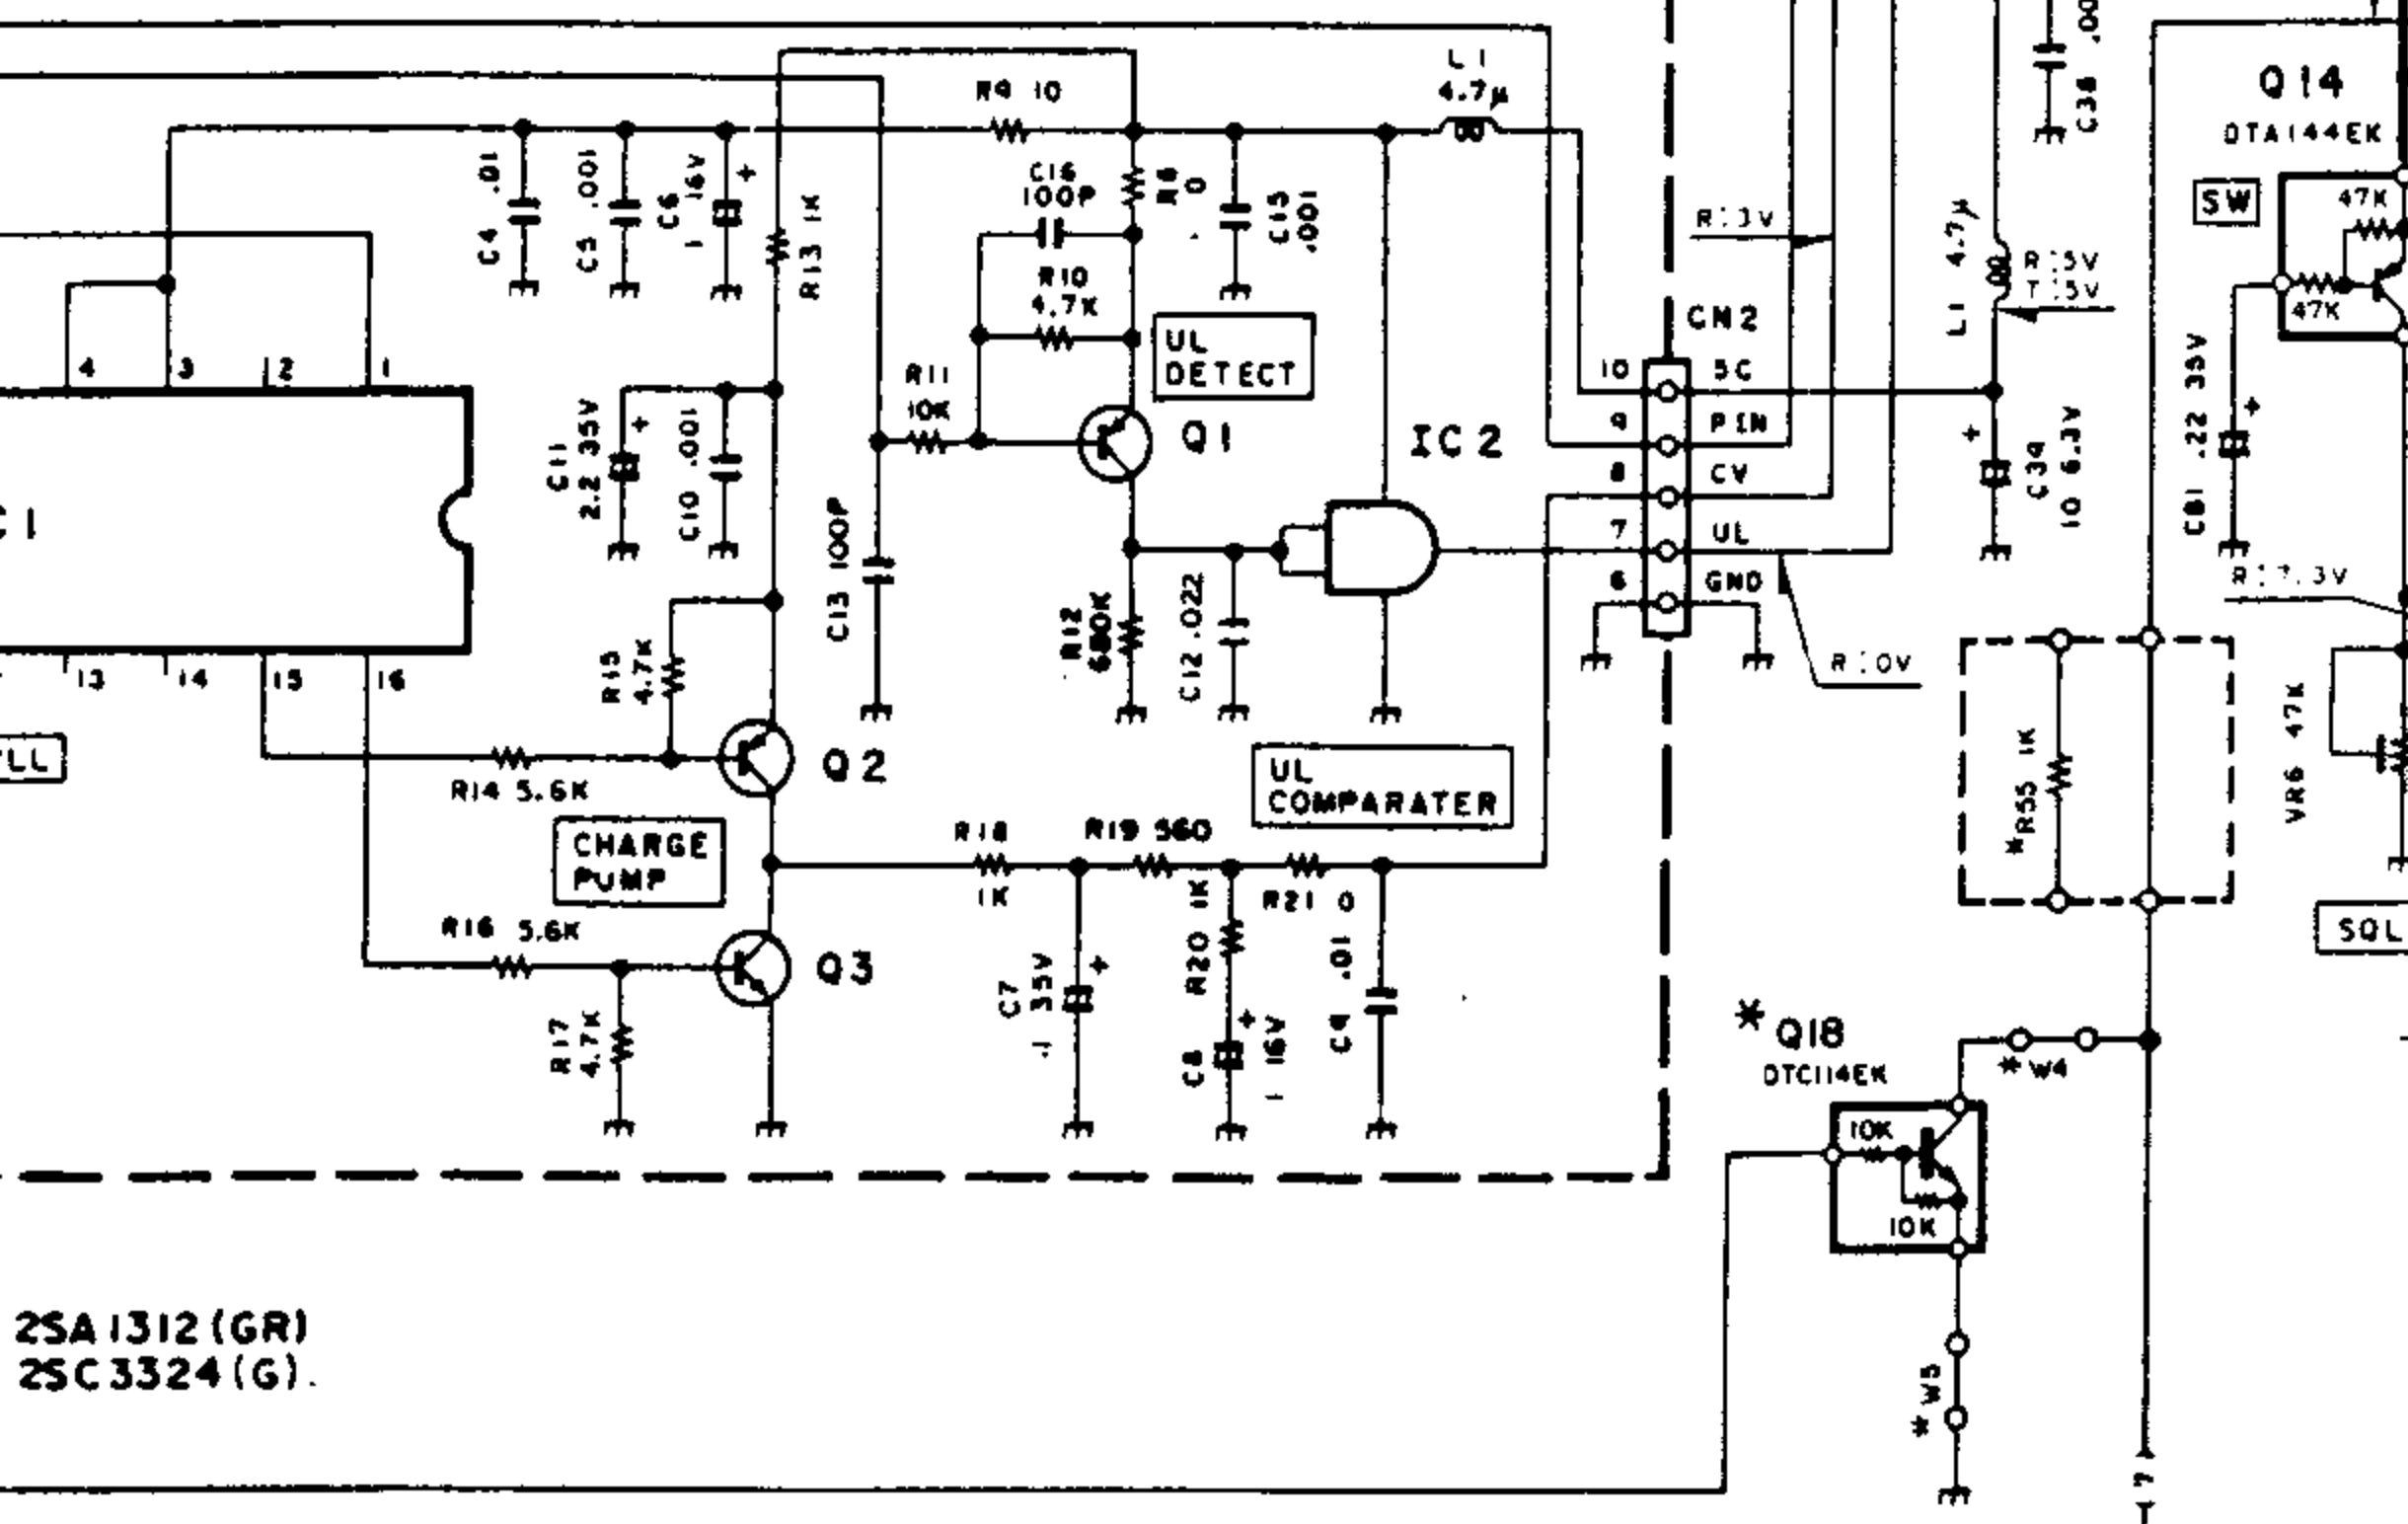 L1
4.7μ
R9 10
Q14
DTA144EK
C38 .00
C4 .01
C5 .001
C6 1 16V +
R13 1K
C16
100P
R8 0
C15 .001
R10
4.7K
SW
47K
47K
L1 4.7μ
R:5V
T:5V
CN2
4
3
2
1
UL
DETECT
R11
10K
Q1
IC2
10
9
8
7
6
5C
PIN
CV
UL
GND
C39
10 6.3V
+
C81 .22 35V
+
C11
2.2 35V
+
C10 .001
C13 100P
C1
R12
680K
C12 .022
R:0V
13
14
15
16
R15
4.7K
LL
Q2
R14 5.6K
CHARGE
PUMP
UL
COMPARATER
*R55 1K
VR6 47K
R18
1K
R19 560
R20 1K
R21 0
R16 5.6K
Q3
R17
4.7K
C7
.1 35V
+
C8
1 16V
+
C9 .01
SQL
*Q18
DTC114EK
*W4
10K
10K
*W5
2SA1312(GR)
2SC3324(G).